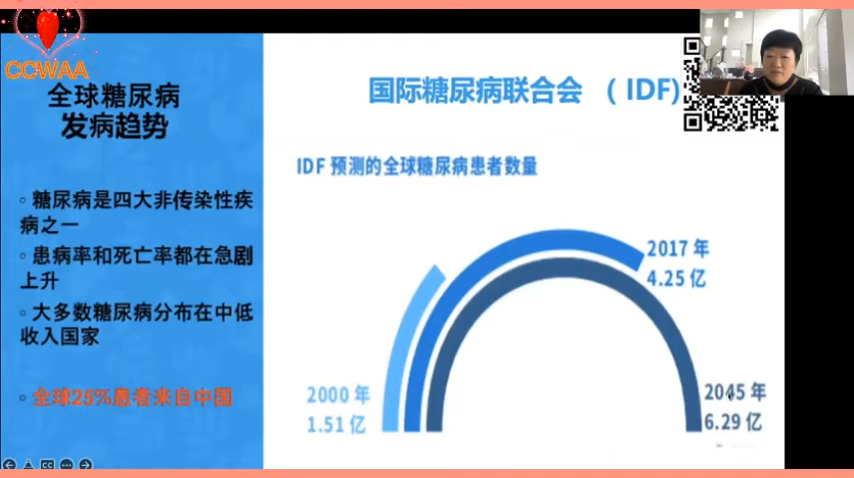 CCWAA
全球糖尿病
发病趋势
糖尿病是四大非传染性疾
病之一
患病率和死亡率都在急剧
上升
大多数糖尿病分布在中低
收入国家
全球25%患者来自中国
国际糖尿病联合会 （ IDF)
IDF 预测的全球糖尿病患者数量
2017 年
4.25 亿
2000 年
1.51 亿
2045 年
6.29 亿
CC